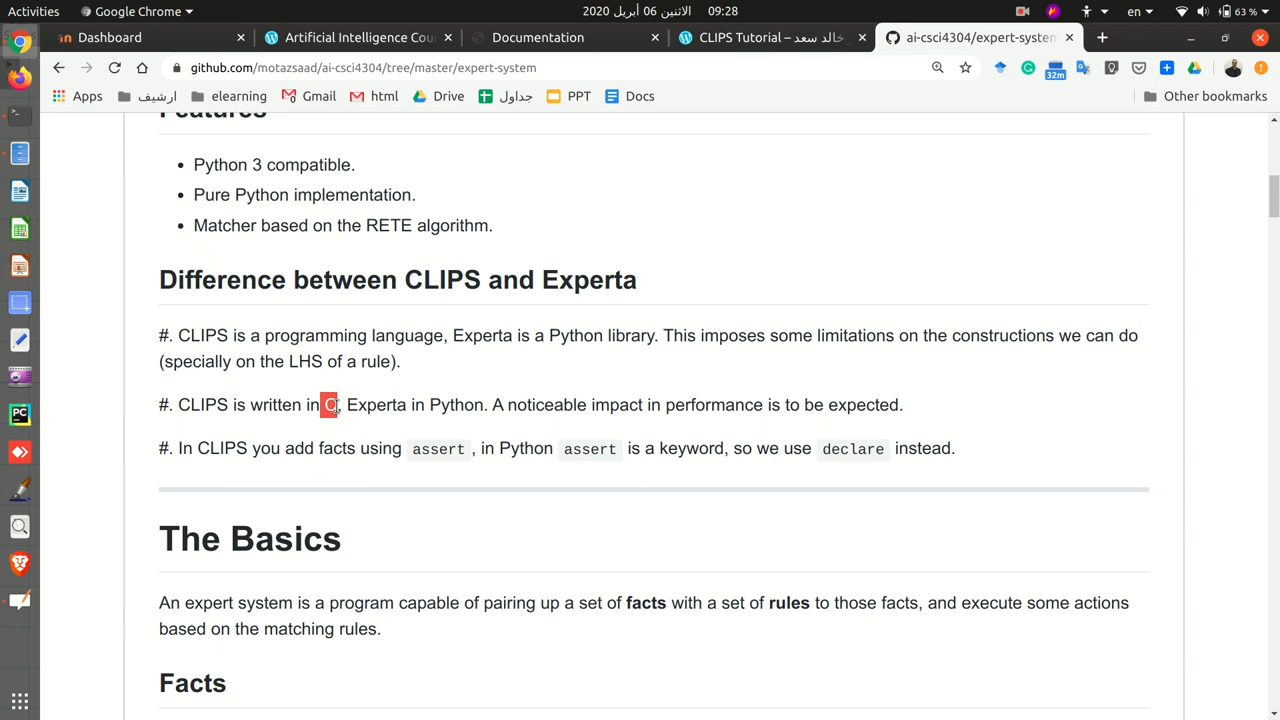 Activities
Google Chrome
الاثنين 06 أبريل 2020 09:28
en
63 %
Dashboard
Artificial Intelligence Cou
Documentation
CLIPS Tutorial – خالد سعد
ai-csci4304/expert-system
github.com/motazsaad/ai-csci4304/tree/master/expert-system
32m
Apps
ارشيف
elearning
Gmail
html
Drive
جداول
PPT
Docs
Other bookmarks
Features
• Python 3 compatible.
• Pure Python implementation.
• Matcher based on the RETE algorithm.
Difference between CLIPS and Experta
#. CLIPS is a programming language, Experta is a Python library. This imposes some limitations on the constructions we can do
(specially on the LHS of a rule).
#. CLIPS is written in C, Experta in Python. A noticeable impact in performance is to be expected.
#. In CLIPS you add facts using assert , in Python assert is a keyword, so we use declare instead.
The Basics
An expert system is a program capable of pairing up a set of facts with a set of rules to those facts, and execute some actions
based on the matching rules.
Facts